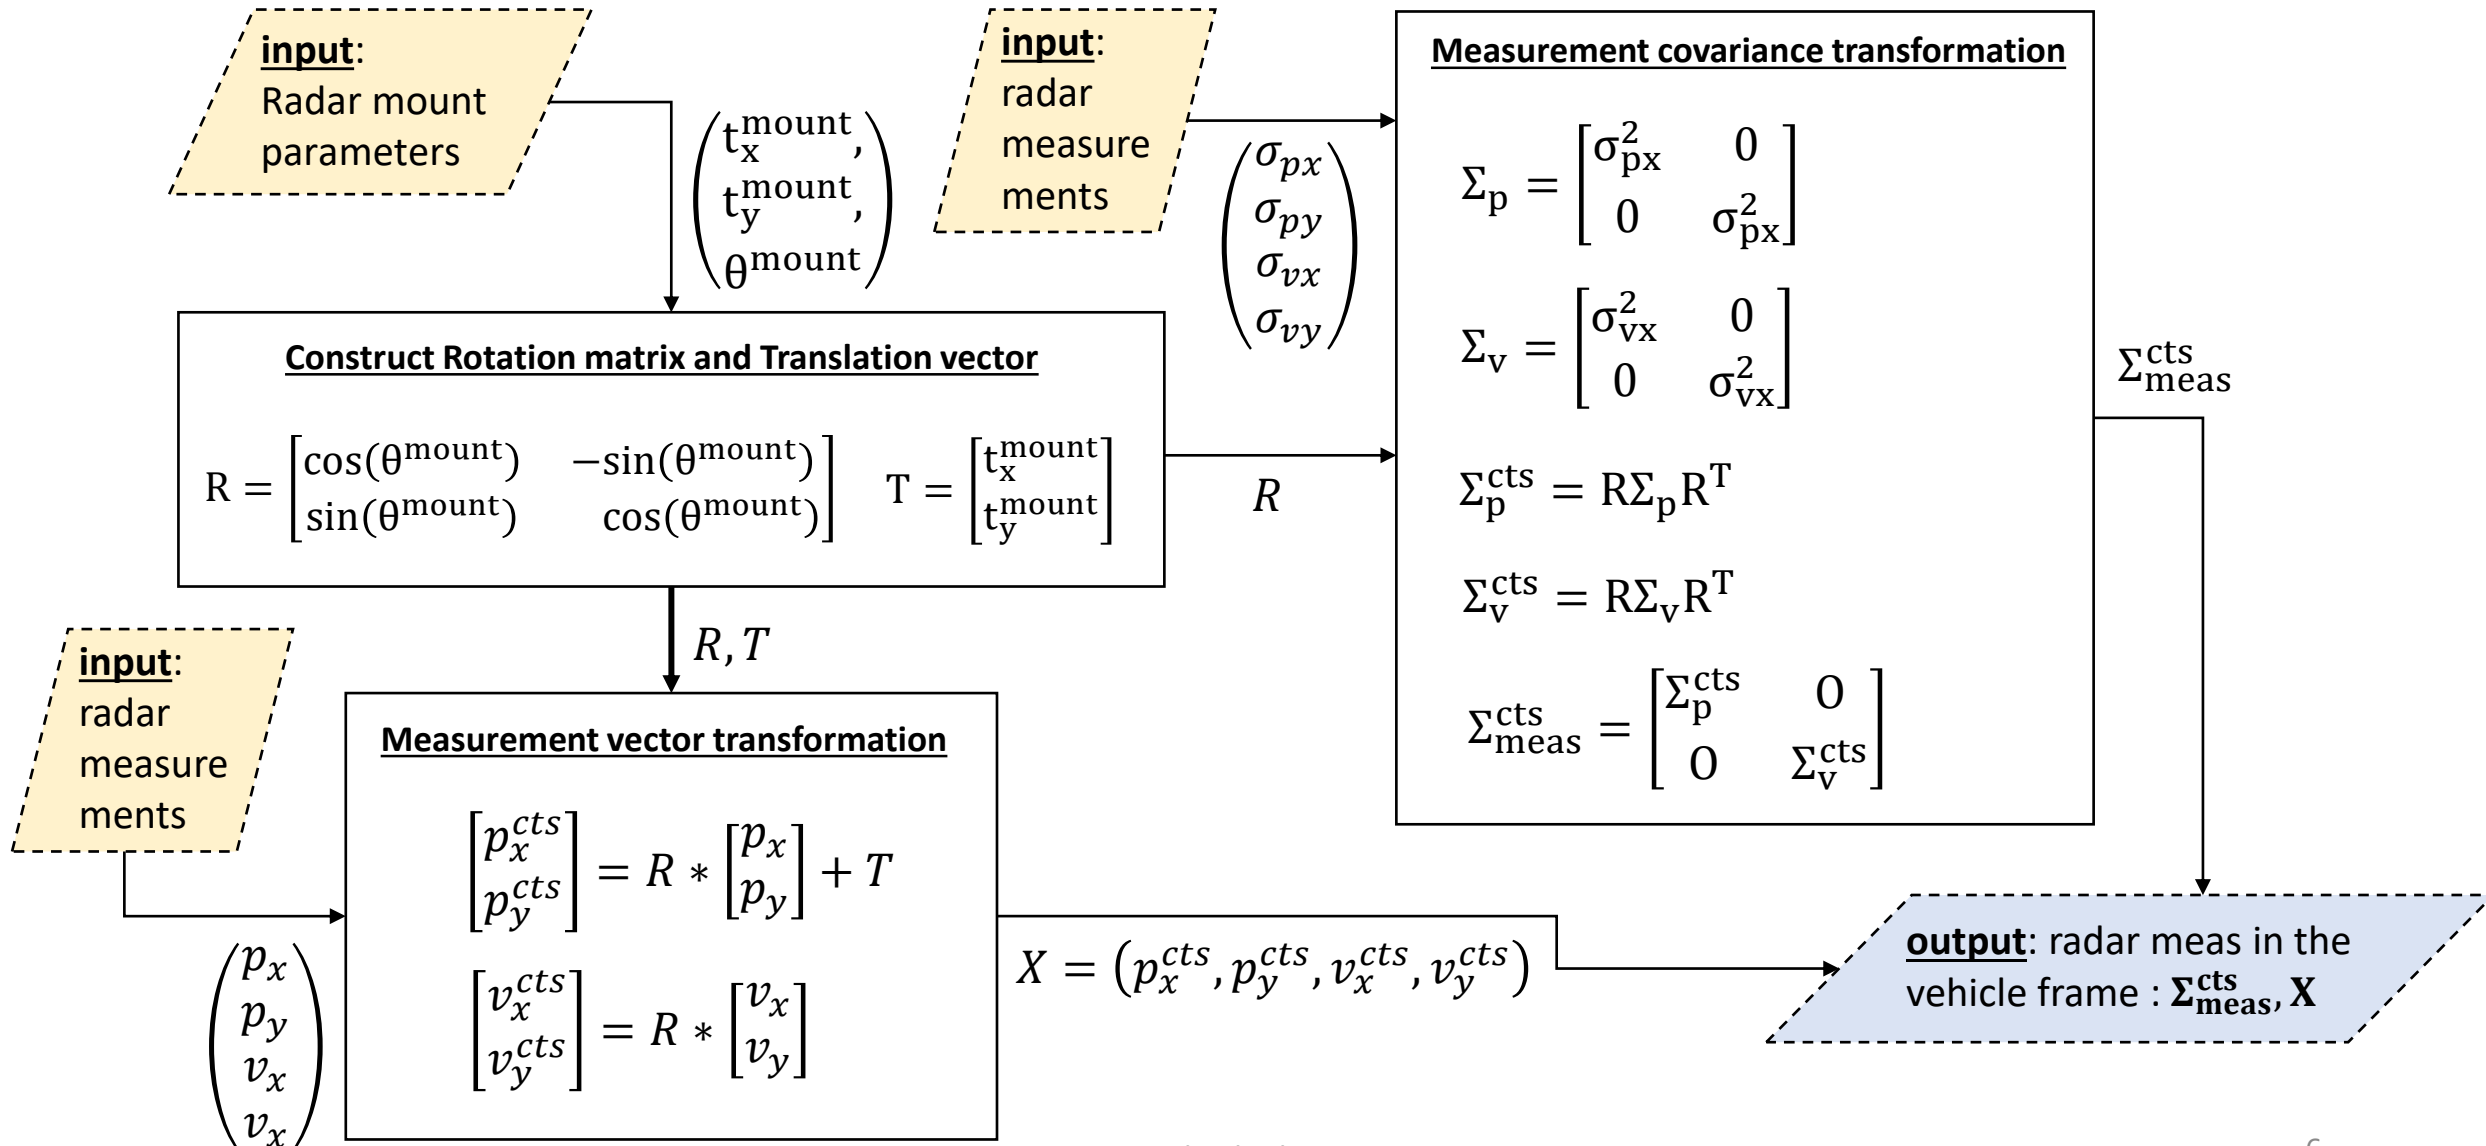 input:
Radar mount
parameters
(t_x^mount,
t_y^mount,
θ^mount)
input:
radar
measure
ments
(σ_px
σ_py
σ_vx
σ_vy)
Measurement covariance transformation
Σ_p = [σ_px^2 0
0 σ_px^2]
Σ_v = [σ_vx^2 0
0 σ_vx^2]
Σ_p^cts = RΣ_pR^T
Σ_v^cts = RΣ_vR^T
Σ_meas^cts = [Σ_p^cts O
O Σ_v^cts]
Σ_meas^cts
Construct Rotation matrix and Translation vector
R = [cos(θ^mount) −sin(θ^mount)
sin(θ^mount) cos(θ^mount)] T = [t_x^mount
t_y^mount]
R
R, T
input:
radar
measure
ments
(p_x
p_y
v_x
v_x)
Measurement vector transformation
[p_x^cts
p_y^cts] = R ∗ [p_x
p_y] + T
[v_x^cts
v_y^cts] = R ∗ [v_x
v_y]
X = (p_x^cts, p_y^cts, v_x^cts, v_y^cts)
output: radar meas in the
vehicle frame : Σ_meas^cts, X